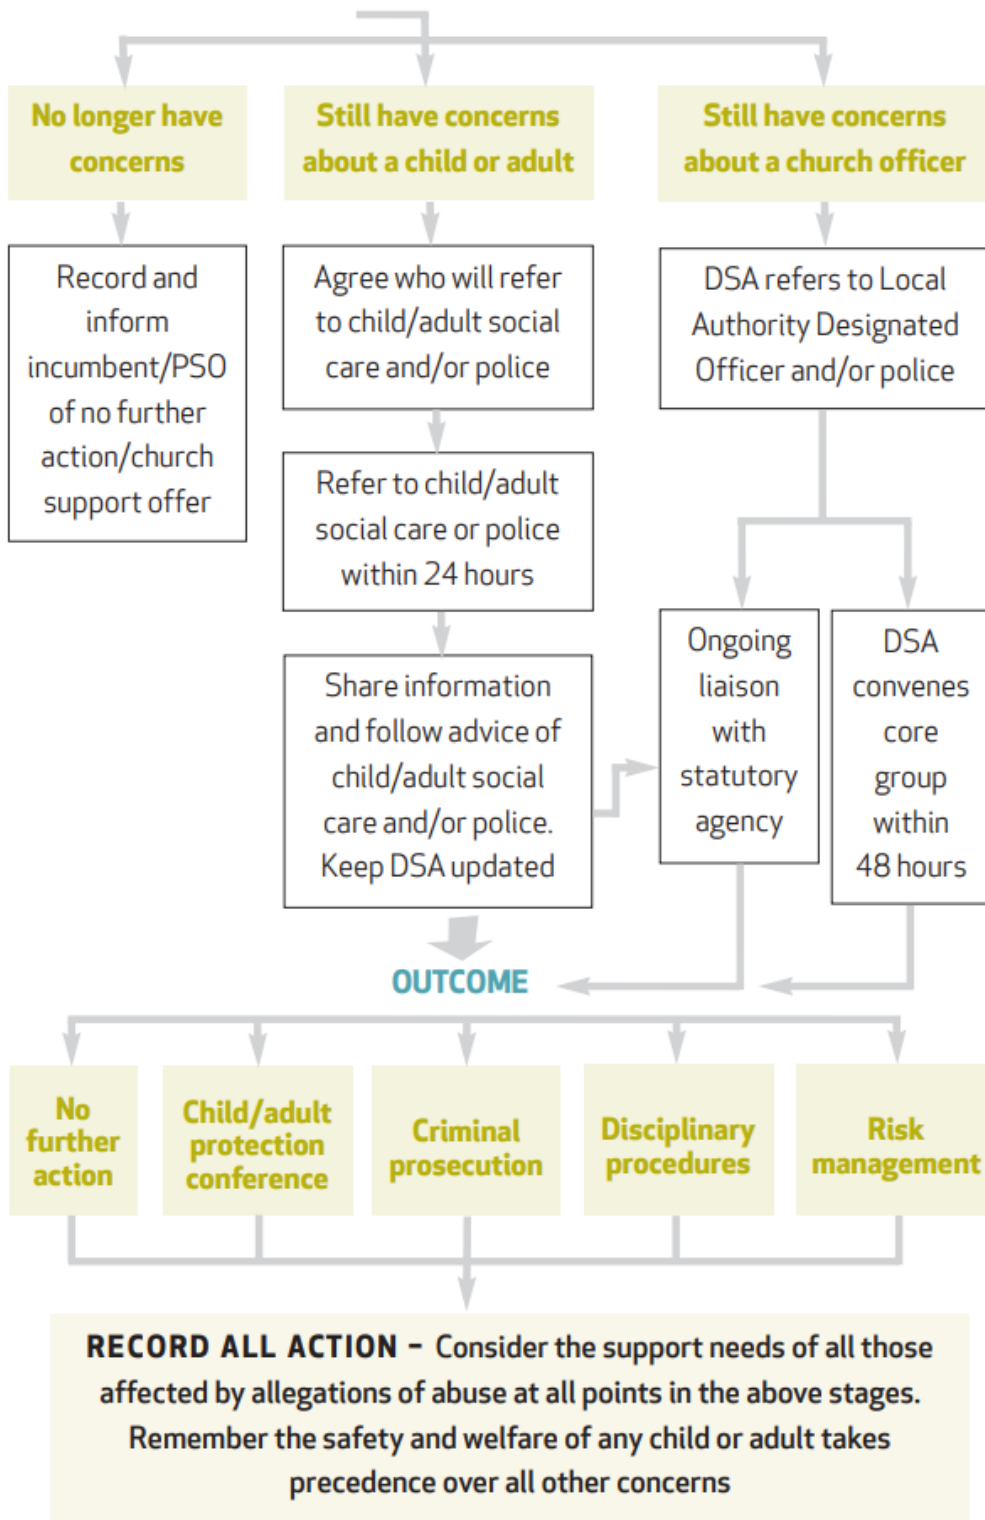 No longer have
concerns
Still have concerns
about a child or adult
Still have concerns
about a church officer
Record and
inform
incumbent/PSO
of no further
action/church
support offer
Agree who will refer
to child/adult social
care and/or police
DSA refers to Local
Authority Designated
Officer and/or police
Refer to child/adult
social care or police
within 24 hours
Share information
and follow advice of
child/adult social
care and/or police.
Keep DSA updated
Ongoing
liaison
with
statutory
agency
DSA
convenes
core
group
within
48 hours
OUTCOME
No
further
action
Child/adult
protection
conference
Criminal
prosecution
Disciplinary
procedures
Risk
management
RECORD ALL ACTION – Consider the support needs of all those
affected by allegations of abuse at all points in the above stages.
Remember the safety and welfare of any child or adult takes
precedence over all other concerns